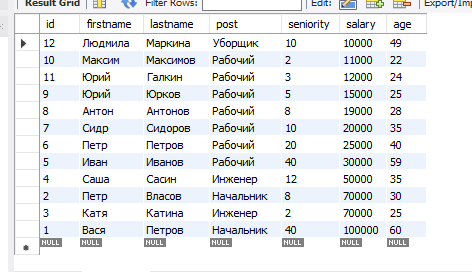 Result Grid Filter Rows: Edit: Export/Im
id firstname lastname post seniority salary age
12 Людмила Маркина Уборщик 10 10000 49
10 Максим Максимов Рабочий 2 11000 22
11 Юрий Галкин Рабочий 3 12000 24
9 Юрий Юрков Рабочий 5 15000 25
8 Антон Антонов Рабочий 8 19000 28
7 Сидр Сидоров Рабочий 10 20000 35
6 Петр Петров Рабочий 20 25000 40
5 Иван Иванов Рабочий 40 30000 59
4 Саша Сасин Инженер 12 50000 35
2 Петр Власов Начальник 8 70000 30
3 Катя Катина Инженер 2 70000 25
1 Вася Петров Начальник 40 100000 60
NULL NULL NULL NULL NULL NULL NULL